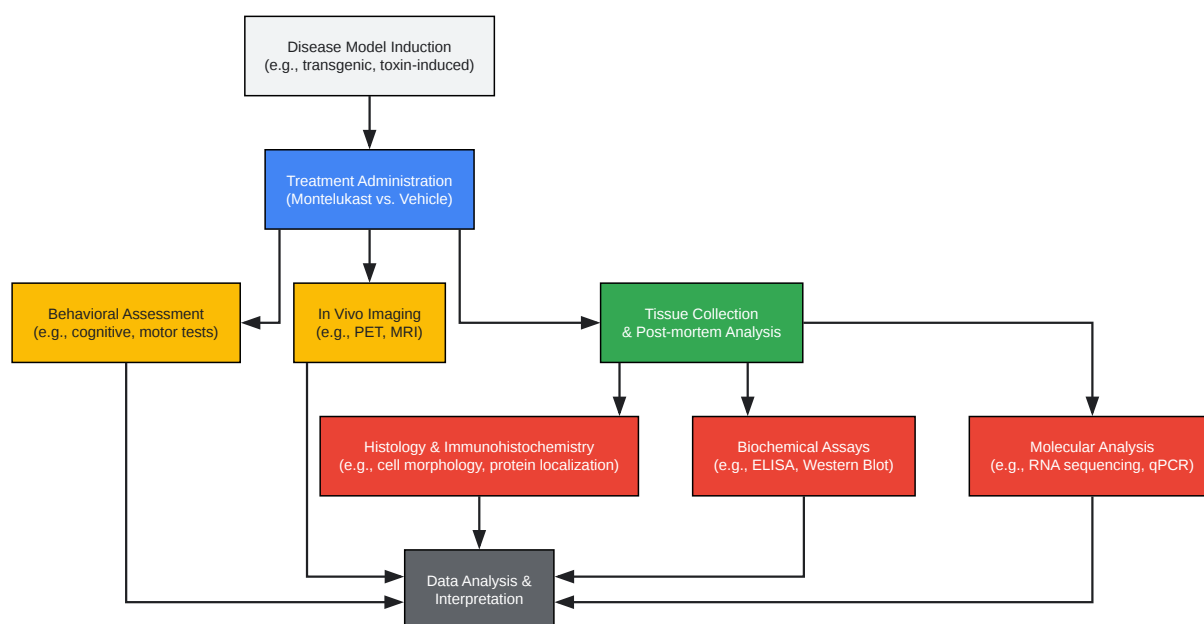 Disease Model Induction
(e.g., transgenic, toxin-induced)
Treatment Administration
(Montelukast vs. Vehicle)
Behavioral Assessment
(e.g., cognitive, motor tests)
In Vivo Imaging
(e.g., PET, MRI)
Tissue Collection
& Post-mortem Analysis
Histology & Immunohistochemistry
(e.g., cell morphology, protein localization)
Biochemical Assays
(e.g., ELISA, Western Blot)
Molecular Analysis
(e.g., RNA sequencing, qPCR)
Data Analysis &
Interpretation